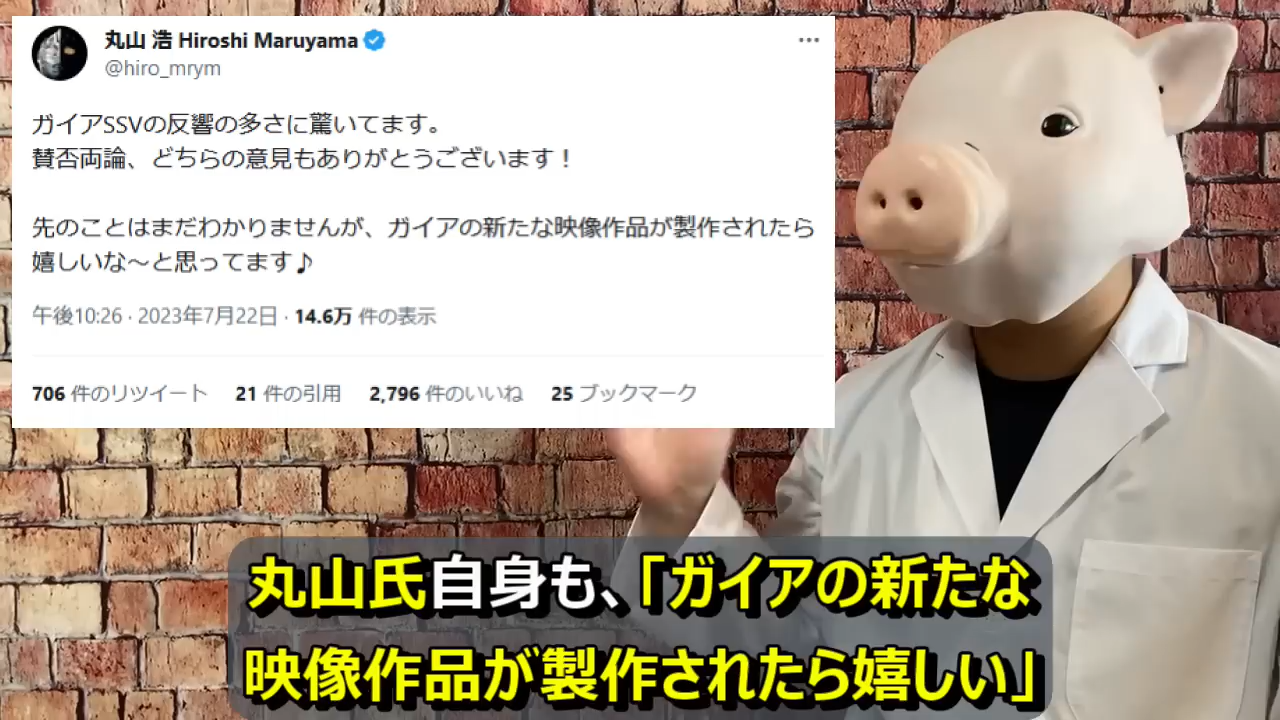 丸山 浩 Hiroshi Maruyama
@hiro_mrym
ガイアSSVの反響の多さに驚いてます。
賛否両論、どちらの意見もありがとうございます！
先のことはまだわかりませんが、ガイアの新たな映像作品が製作されたら
嬉しいな～と思ってます♪
午後10:26 · 2023年7月22日 · 14.6万 件の表示
706 件のリツイート 21 件の引用 2,796 件のいいね 25 ブックマーク
丸山氏自身も、「ガイアの新たな
映像作品が製作されたら嬉しい」